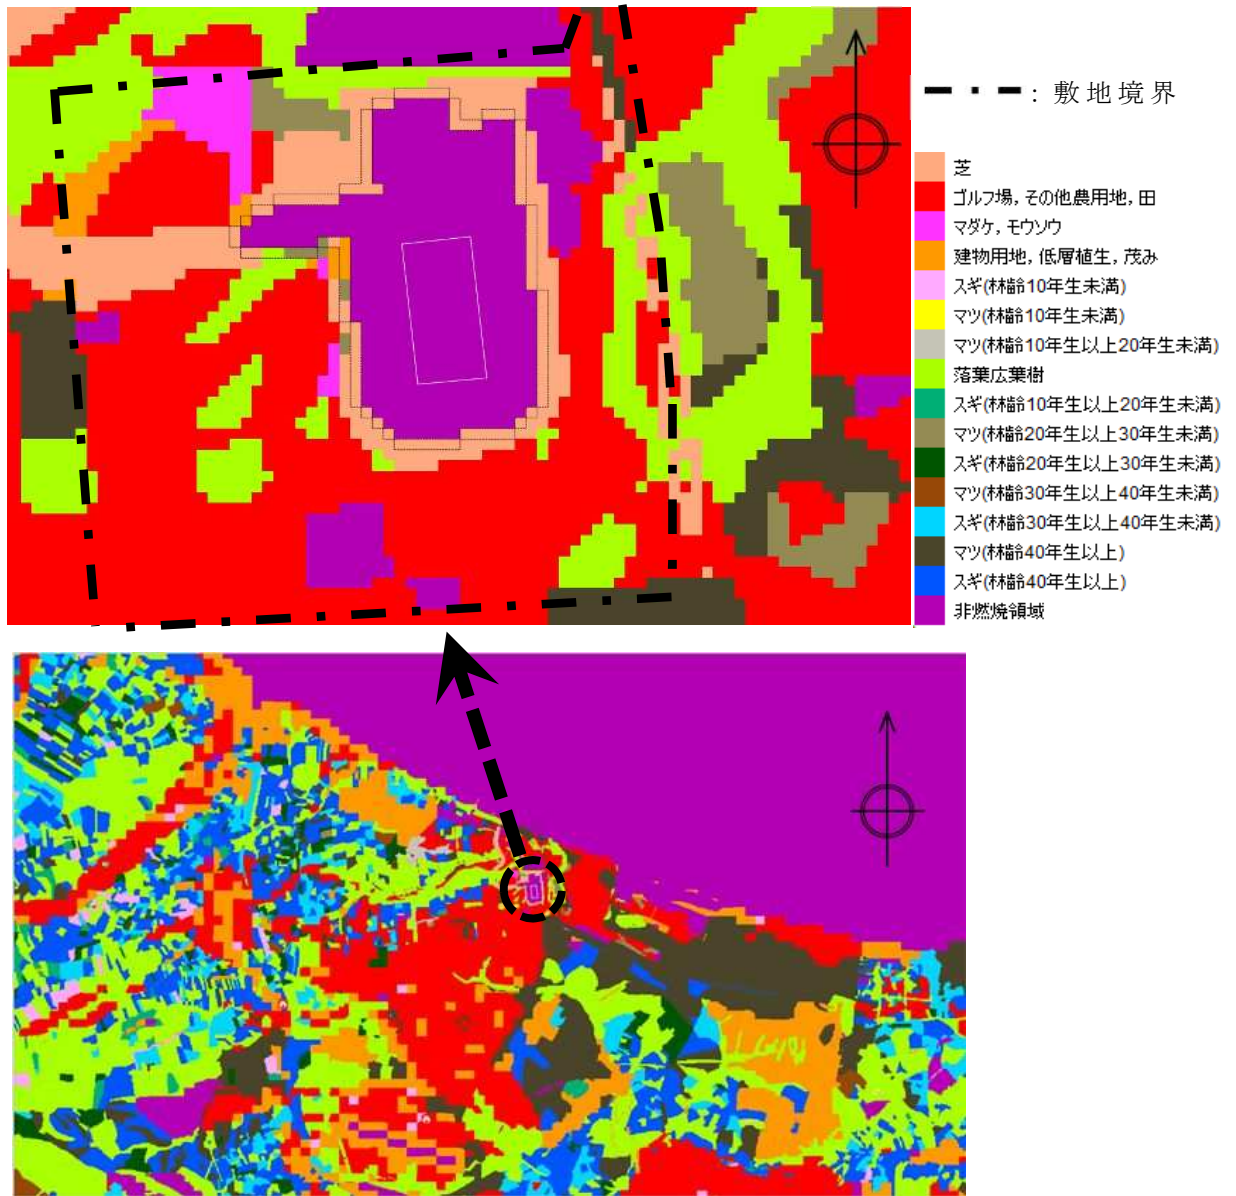 : 敷地境界
芝
ゴルフ場, その他農用地, 田
マダケ, モウソウ
建物用地, 低層植生, 茂み
スギ(林齢10年生未満)
マツ(林齢10年生未満)
マツ(林齢10年生以上20年生未満)
落葉広葉樹
スギ(林齢10年生以上20年生未満)
マツ(林齢20年生以上30年生未満)
スギ(林齢20年生以上30年生未満)
マツ(林齢30年生以上40年生未満)
スギ(林齢30年生以上40年生未満)
マツ(林齢40年生以上)
スギ(林齢40年生以上)
非燃焼領域